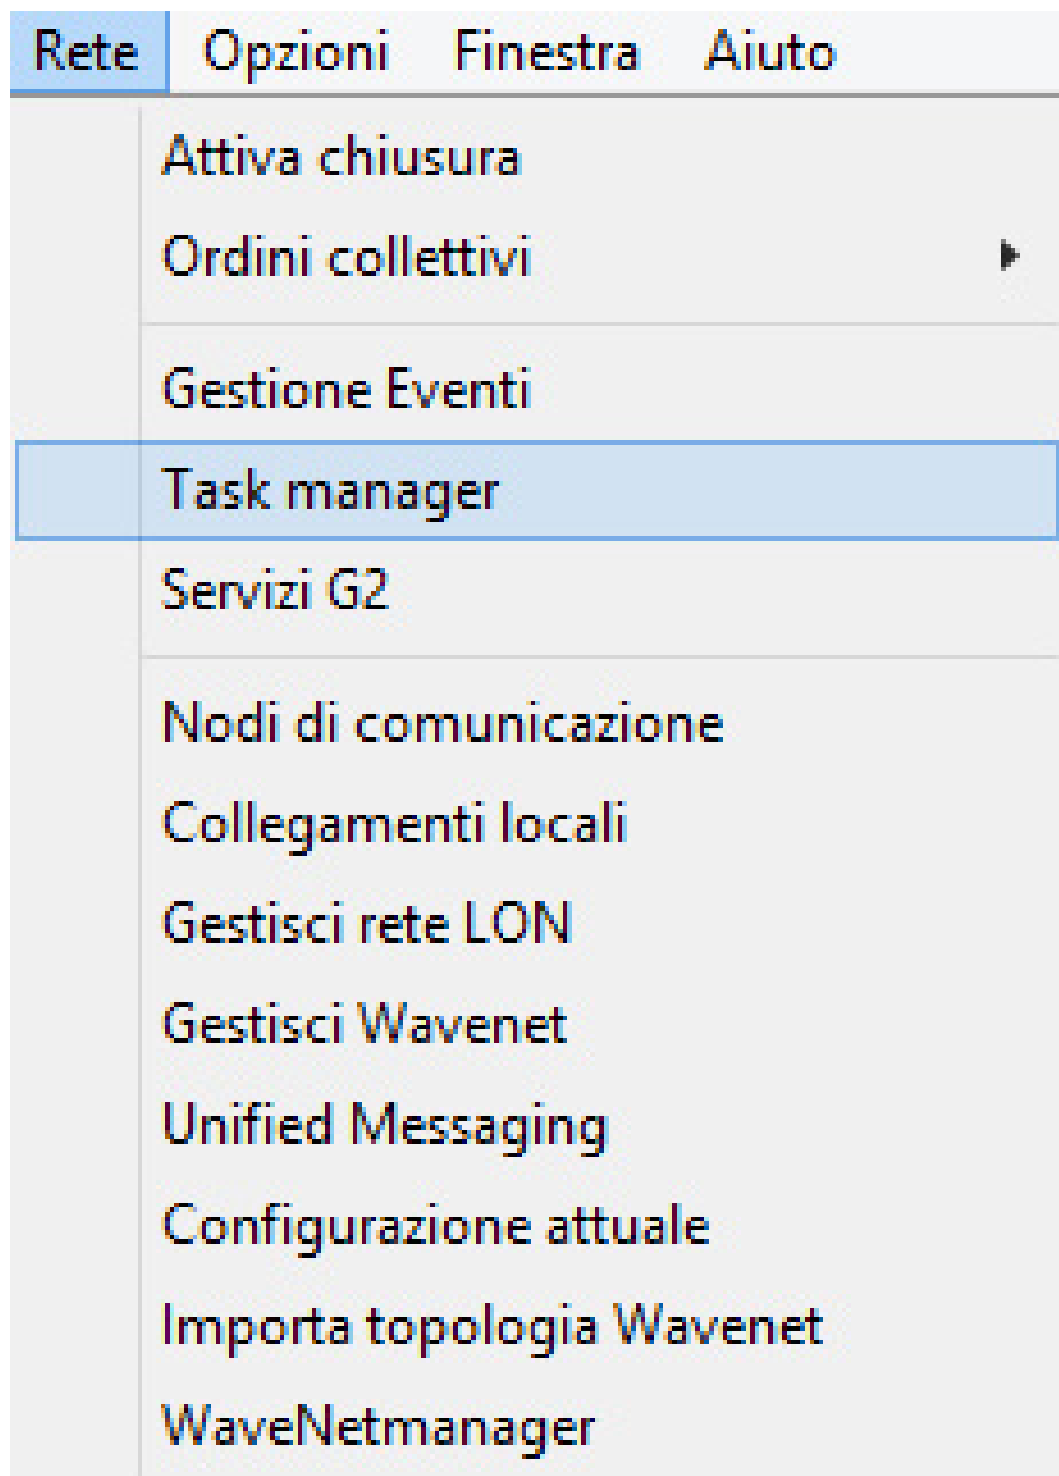 Rete Opzioni Finestra Aiuto
Attiva chiusura
Ordini collettivi
Gestione Eventi
Task manager
Servizi G2
Nodi di comunicazione
Collegamenti locali
Gestisci rete LON
Gestisci Wavenet
Unified Messaging
Configurazione attuale
Importa topologia Wavenet
WaveNetmanager